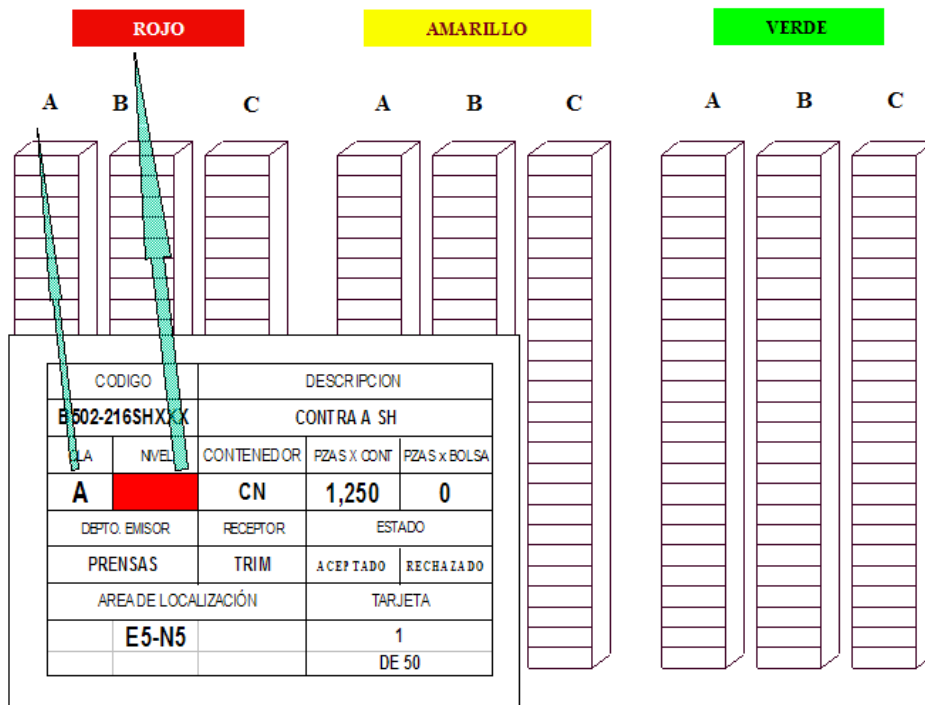 ROJO AMARILLO VERDE
A B C A B C A B C
CODIGO DESCRIPCION
B502-216SHXXX CONTRA A SH
CLA NIVEL CONTENEDOR PZAS X CONT PZAS x BOLSA
A CN 1,250 0
DEPTO. EMISOR RECEPTOR ESTADO
PRENSAS TRIM ACEPTADO RECHAZADO
AREA DE LOCALIZACIÓN TARJETA
E5-N5 1
DE 50